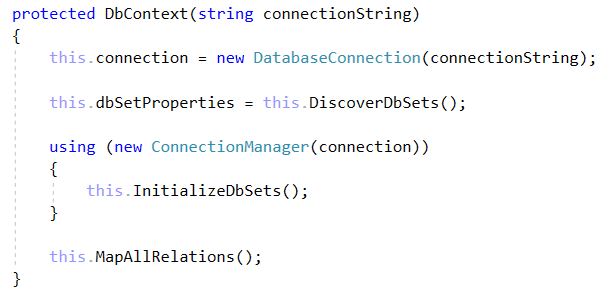 protected DbContext(string connectionString)
{
    this.connection = new DatabaseConnection(connectionString);
    this.dbSetProperties = this.DiscoverDbSets();
    using (new ConnectionManager(connection))
    {
        this.InitializeDbSets();
    }
    this.MapAllRelations();
}